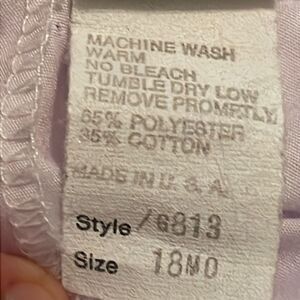 MACHINE WASH
WARM
NO BLEACH
TUMBLE DRY LOW
REMOVE PROMPTLY
65% POLYESTER
35% COTTON
MADE IN U. S. A.
Style /6813
Size 18MO